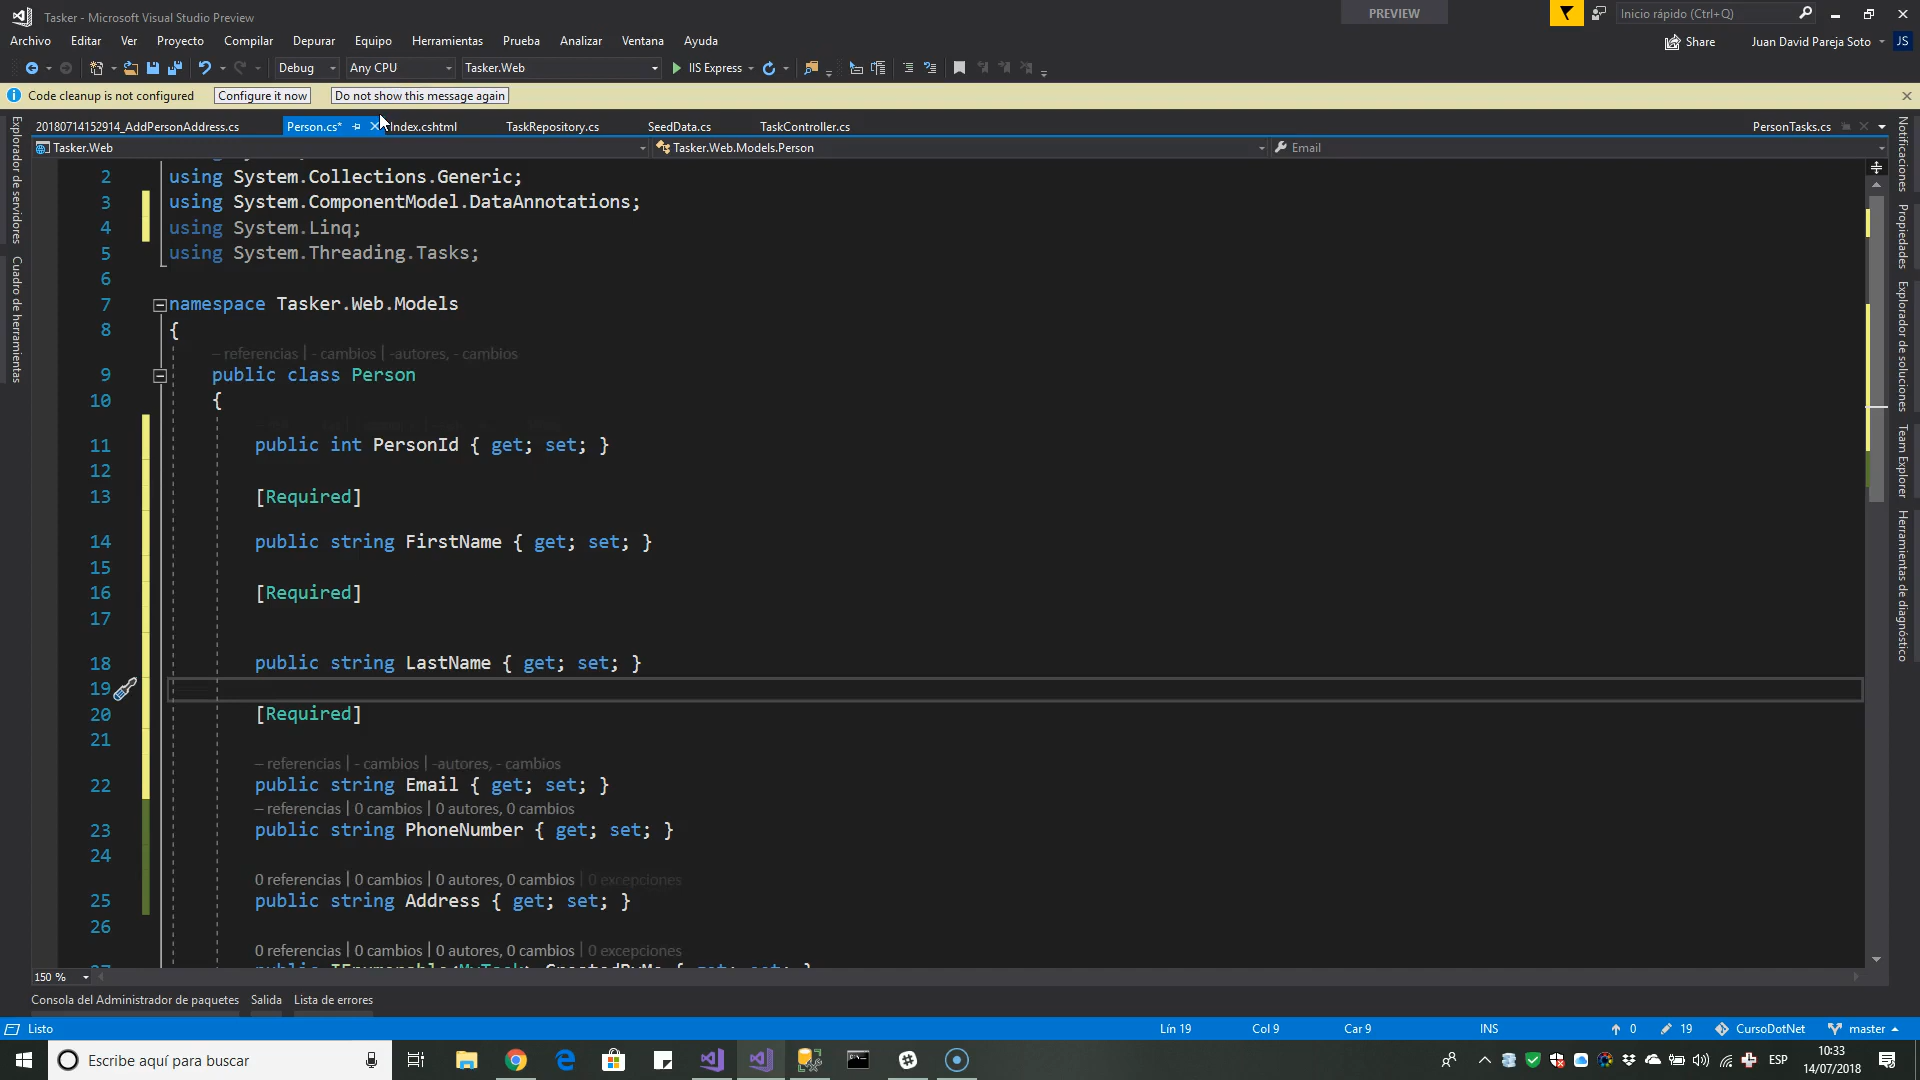 Tasker - Microsoft Visual Studio Preview
PREVIEW
Inicio rápido (Ctrl+Q)
Archivo Editar Ver Proyecto Compilar Depurar Equipo Herramientas Prueba Analizar Ventana Ayuda
Share Juan David Pareja Soto JS
Debug Any CPU Tasker.Web IIS Express
Code cleanup is not configured Configure it now Do not show this message again
20180714152914_AddPersonAddress.cs Person.cs* Index.cshtml TaskRepository.cs SeedData.cs TaskController.cs PersonTasks.cs
Tasker.Web Tasker.Web.Models.Person Email
Explorador de servidores
Cuadro de herramientas
2 using System.Collections.Generic;
3 using System.ComponentModel.DataAnnotations;
4 using System.Linq;
5 using System.Threading.Tasks;
6
7 namespace Tasker.Web.Models
8 {
– referencias | - cambios | -autores, - cambios
9 public class Person
10 {
11 public int PersonId { get; set; }
12
13 [Required]
14 public string FirstName { get; set; }
15
16 [Required]
17
18 public string LastName { get; set; }
19
20 [Required]
21
– referencias | - cambios | -autores, - cambios
22 public string Email { get; set; }
– referencias | 0 cambios | 0 autores, 0 cambios
23 public string PhoneNumber { get; set; }
24
0 referencias | 0 cambios | 0 autores, 0 cambios | 0 excepciones
25 public string Address { get; set; }
26
0 referencias | 0 cambios | 0 autores, 0 cambios | 0 excepciones
27 public IEnumerable<MyTask> CreatedByMe { get; set; }
Notificaciones
Propiedades
Explorador de soluciones
Team Explorer
Herramientas de diagnóstico
150 %
Consola del Administrador de paquetes Salida Lista de errores
Listo Lín 19 Col 9 Car 9 INS 0 19 CursoDotNet master
Escribe aquí para buscar
ESP
10:33
14/07/2018